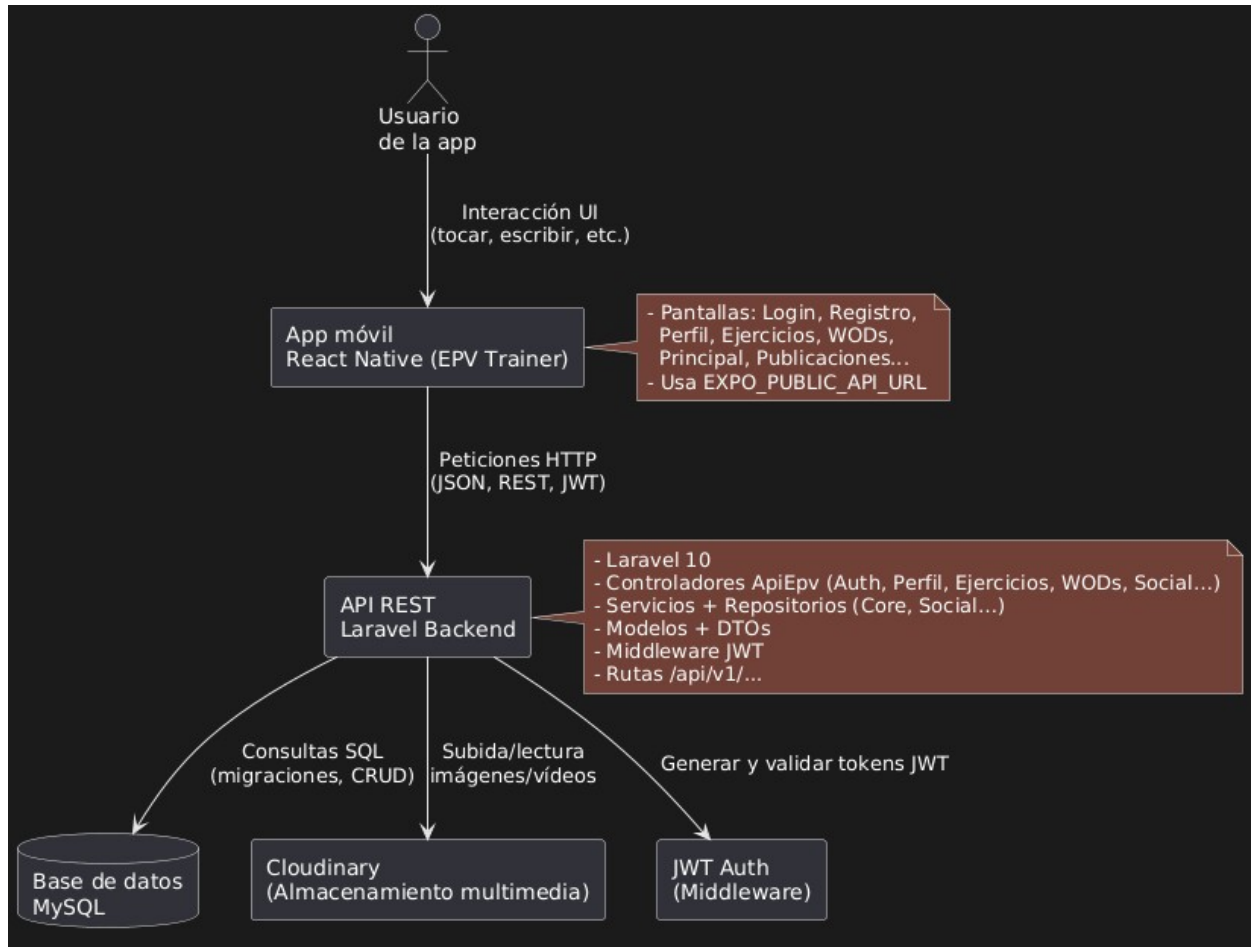 Usuario
de la app
Interacción UI
(tocar, escribir, etc.)
App móvil
React Native (EPV Trainer)
- Pantallas: Login, Registro,
Perfil, Ejercicios, WODs,
Principal, Publicaciones...
- Usa EXPO_PUBLIC_API_URL
Peticiones HTTP
(JSON, REST, JWT)
API REST
Laravel Backend
- Laravel 10
- Controladores ApiEpv (Auth, Perfil, Ejercicios, WODs, Social...)
- Servicios + Repositorios (Core, Social...)
- Modelos + DTOs
- Middleware JWT
- Rutas /api/v1/...
Consultas SQL
(migraciones, CRUD)
Subida/lectura
imágenes/vídeos
Generar y validar tokens JWT
Base de datos
MySQL
Cloudinary
(Almacenamiento multimedia)
JWT Auth
(Middleware)